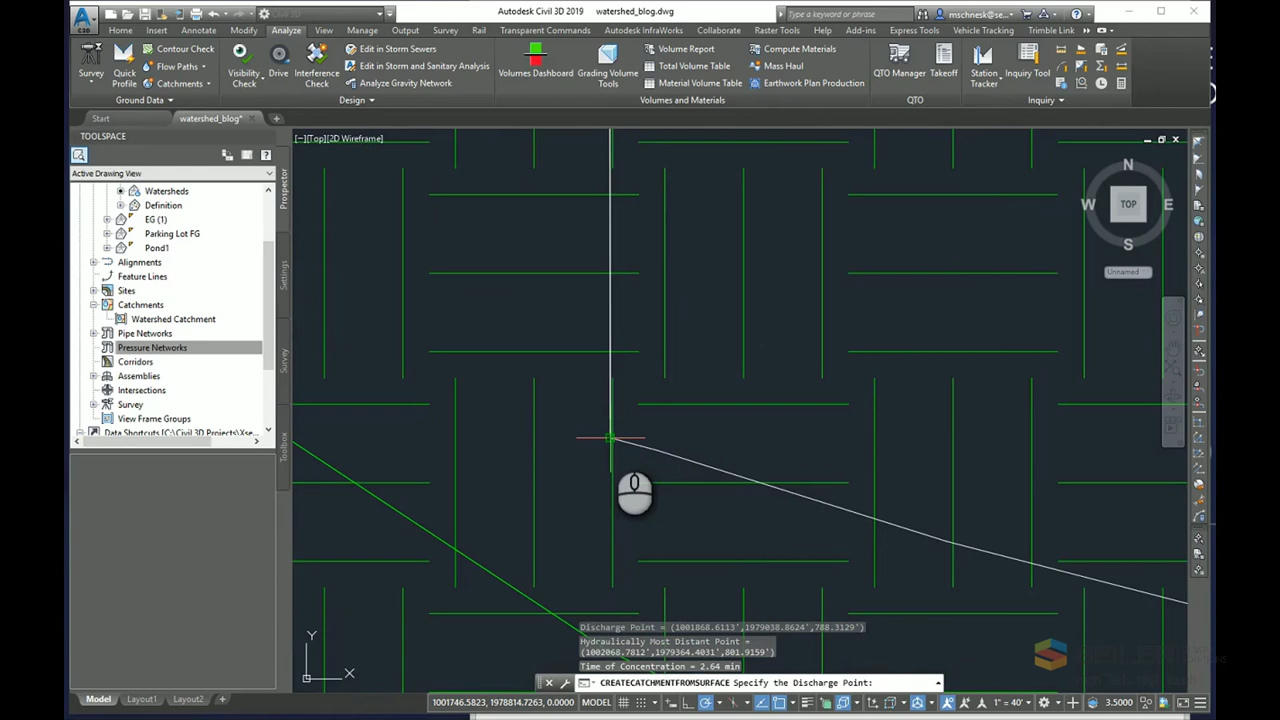 Autodesk Civil 3D 2019 watershed_blog.dwg
Type a keyword or phrase
mschnesk@se...
C3D
Home Insert Annotate Modify Analyze View Manage Output Survey Rail Transparent Commands Autodesk InfraWorks Collaborate Raster Tools Help Add-ins Express Tools Vehicle Tracking Trimble Link
Survey
Quick Profile
Contour Check
Flow Paths
Catchments
Ground Data
Visibility Check
Drive
Interference Check
Edit in Storm Sewers
Edit in Storm and Sanitary Analysis
Analyze Gravity Network
Design
Volumes Dashboard
Grading Volume Tools
Volume Report
Total Volume Table
Material Volume Table
Compute Materials
Mass Haul
Earthwork Plan Production
Volumes and Materials
QTO Manager
Takeoff
QTO
Station Tracker
Inquiry Tool
Inquiry
Start
watershed_blog*
TOOLSPACE
Active Drawing View
Watersheds
Definition
EG (1)
Parking Lot FG
Pond1
Alignments
Feature Lines
Sites
Catchments
Watershed Catchment
Pipe Networks
Pressure Networks
Corridors
Assemblies
Intersections
Survey
View Frame Groups
Data Shortcuts [C:\Civil 3D Projects\Xse
Prospector
Settings
Survey
Toolbox
[−][Top][2D Wireframe]
N
W TOP E
S
Unnamed
Discharge Point = (1001868.6113',1979038.8624',788.3129')
Hydraulically Most Distant Point =
(1002068.7812',1979364.4031',801.9159')
Time of Concentration = 2.64 min
CREATECATCHMENTFROMSURFACE Specify the Discharge Point:
Y
X
Model Layout1 Layout2 +
1001746.5823, 1978814.7263, 0.0000 MODEL
1" = 40'
3.5000